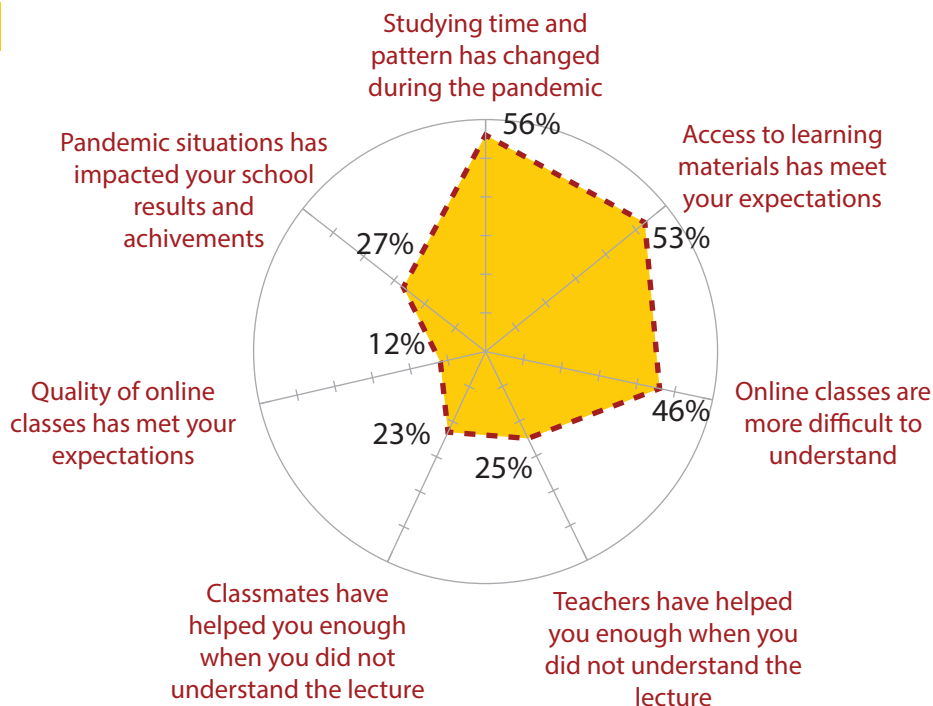 Studying time and
pattern has changed
during the pandemic
56%
Access to learning
materials has meet
your expectations
53%
Online classes are
more difficult to
understand
46%
Teachers have helped
you enough when you
did not understand the
lecture
25%
Classmates have
helped you enough
when you did not
understand the lecture
23%
Quality of online
classes has met your
expectations
12%
Pandemic situations has
impacted your school
results and
achivements
27%